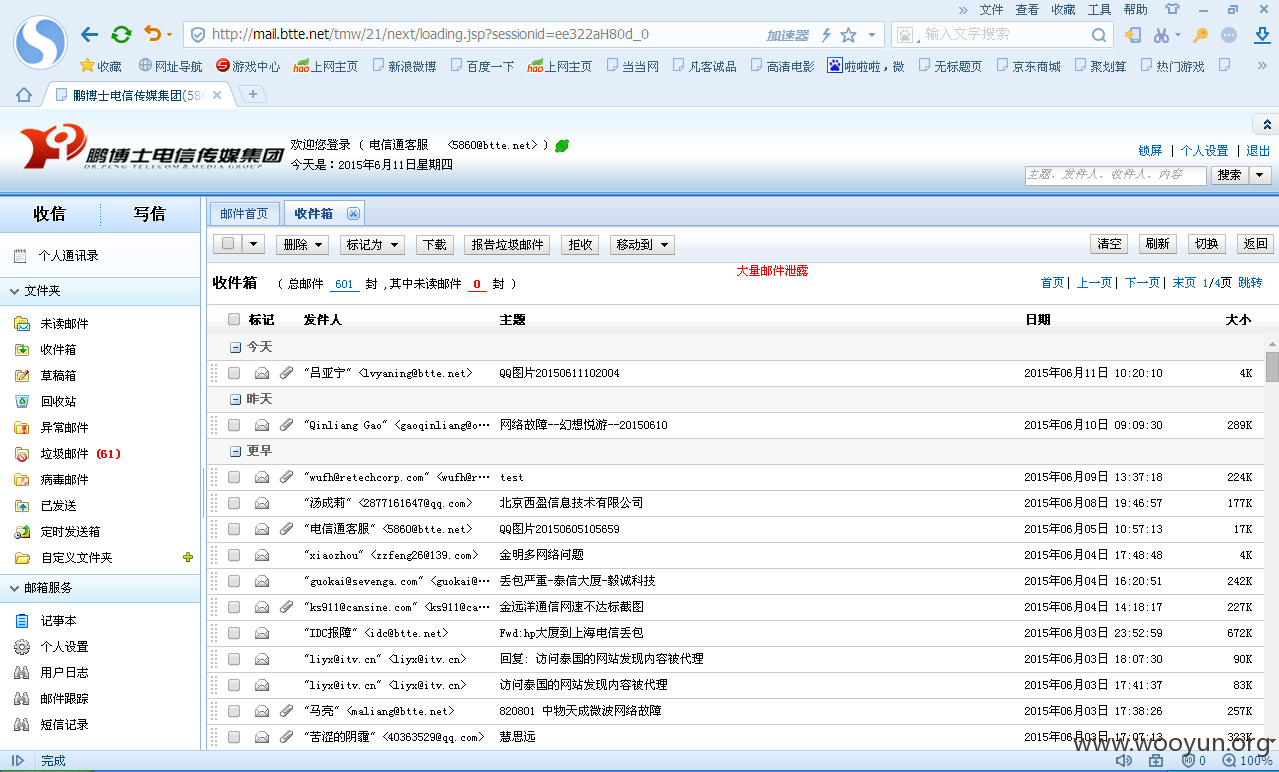 文件 查看 收藏 工具 帮助
http://mail.btte.net/tmw/21/next/loading.jsp?sessionid=ee322aH80d_0 加速器 输入文字搜索
收藏 网址导航 游戏中心 上网主页 新浪微博 百度一下 上网主页 当当网 凡客诚品 高清电影 啦啦啦，微 无标题页 京东商城 聚划算 热门游戏
鹏博士电信传媒集团(58
鹏博士电信传媒集团
DR.PENG TELECOM & MEDIA GROUP
欢迎您登录 ( 电信通客服 <5860@btte.net> )
今天是：2015年6月11日星期四
锁屏 | 个人设置 | 退出
主题、发件人、收件人、内容 搜索
收信 写信
邮件首页 收件箱
删除 标记为 下载 报告垃圾邮件 拒收 移动到 清空 刷新 切换 返回
大量邮件泄露
收件箱 ( 总邮件 601 封 ,其中未读邮件 0 封 )
首页| 上一页| 下一页| 末页 1/4页 跳转
标记 发件人 主题 日期 大小
今天
"吕亚宁" <lvyaning@btte.net> QQ图片20150611102004 2015年06月11日 10:20:10 4K
昨天
"Qinliang Gao" <gaoqinliang@o… 网络故障--幻想悦游--20150610 2015年06月10日 09:09:30 289K
更早
"wufh@retechcorp.com" <wufh@r… test 2015年06月09日 13:37:18 224K
"汤成莉" <2877161647@qq.com> 北京西盈信息技术有限公司 2015年06月08日 19:46:57 177K
"电信通客服" <5860@btte.net> QQ图片20150605105659 2015年06月05日 10:57:13 17K
"xiaozhou" <zzfeng26@139.com> 金明多网络问题 2015年06月04日 17:48:48 4K
"guokai@sevenga.com" <guokai@… 丢包严重-泰信大厦-毅诚科技 2015年06月04日 16:20:51 242K
"ks911@cansine.com" <ks911@ca… 金远洋通信网速不达标截图 2015年06月04日 14:18:17 227K
"IDC报障" <idc@btte.net> Fwd:hp大厦到上海电信丢包 2015年06月03日 23:52:59 672K
"liyx@itv.cn" <liyx@itv.cn> 回复: 访问泰国的网站发现内容被代理 2015年06月03日 18:07:30 90K
"liyx@itv.cn" <liyx@itv.cn> 访问泰国的网站发现内容被代理 2015年06月03日 17:41:37 83K
"马亮" <maliang@btte.net> 820801 中物天成微波网络故障 2015年06月03日 17:38:26 257K
"苦涩的阴霾" <40363529@qq.com> 慧思远 2015年06月03日
个人通讯录
文件夹
未读邮件
收件箱
草稿箱
回收站
异常邮件
垃圾邮件 (61)
病毒邮件
已发送
定时发送箱
自定义文件夹
邮箱服务
记事本
个人设置
用户日志
邮件跟踪
短信记录
www.wooyun.org
完成 0 100%